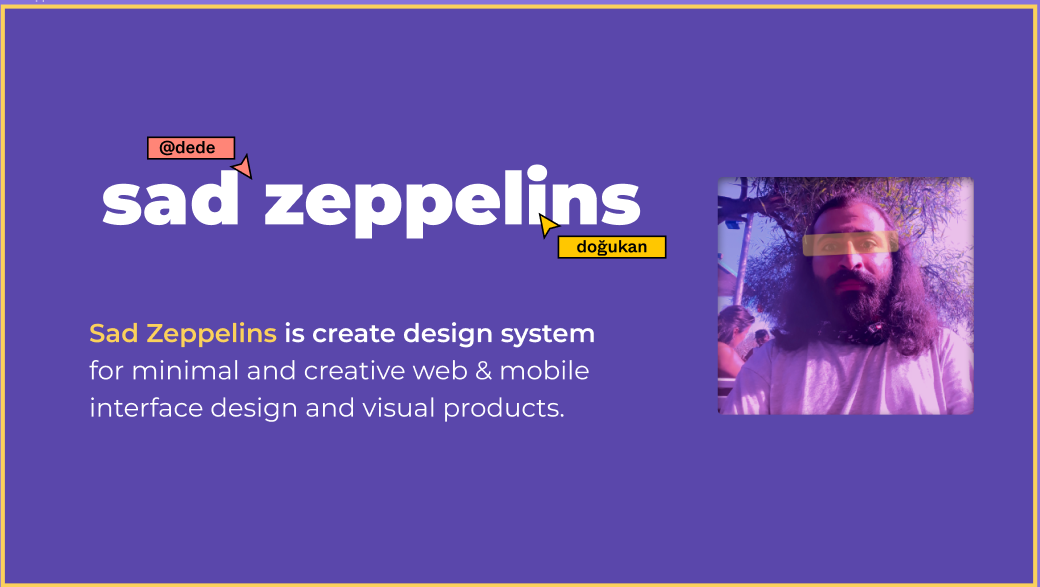 @dede
sad zeppelins
doğukan
Sad Zeppelins is create design system
for minimal and creative web & mobile
interface design and visual products.